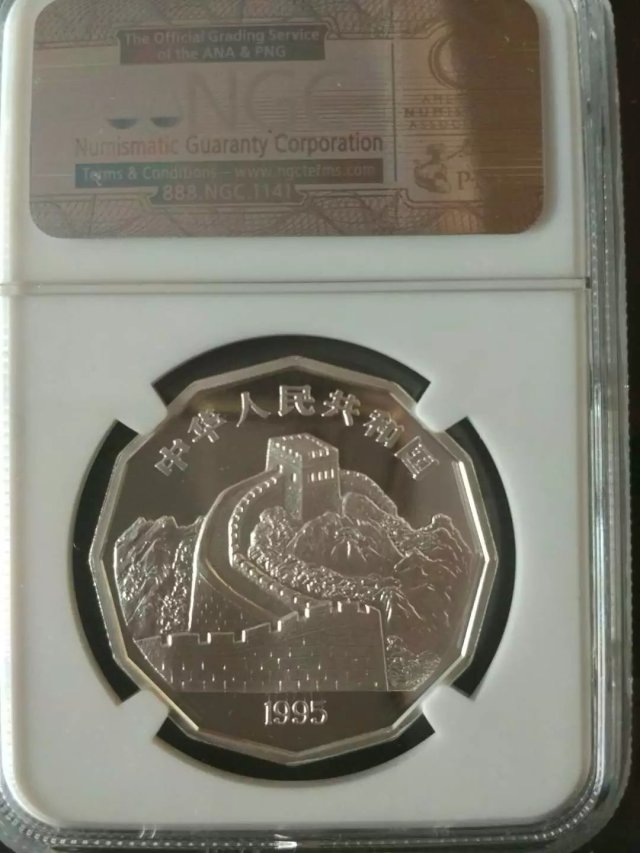 The Official Grading Service
of the ANA & PNG
NGC
Numismatic Guaranty Corporation
Terms & Conditions – www.ngcterms.com
888.NGC.1141
中华人民共和国
1995